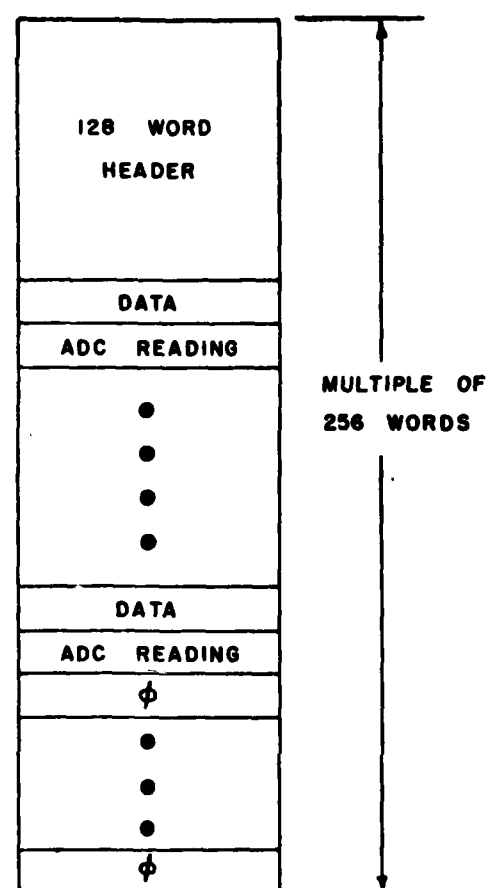 128 WORD
HEADER
DATA
ADC READING
MULTIPLE OF
256 WORDS
DATA
ADC READING
ϕ
ϕ